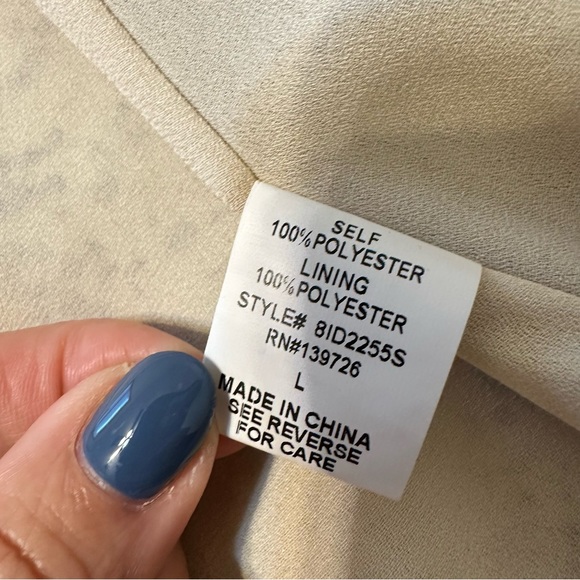 SELF
100% POLYESTER
LINING
100% POLYESTER
STYLE# 8ID2255S
RN#139726
L
MADE IN CHINA
SEE REVERSE
FOR CARE